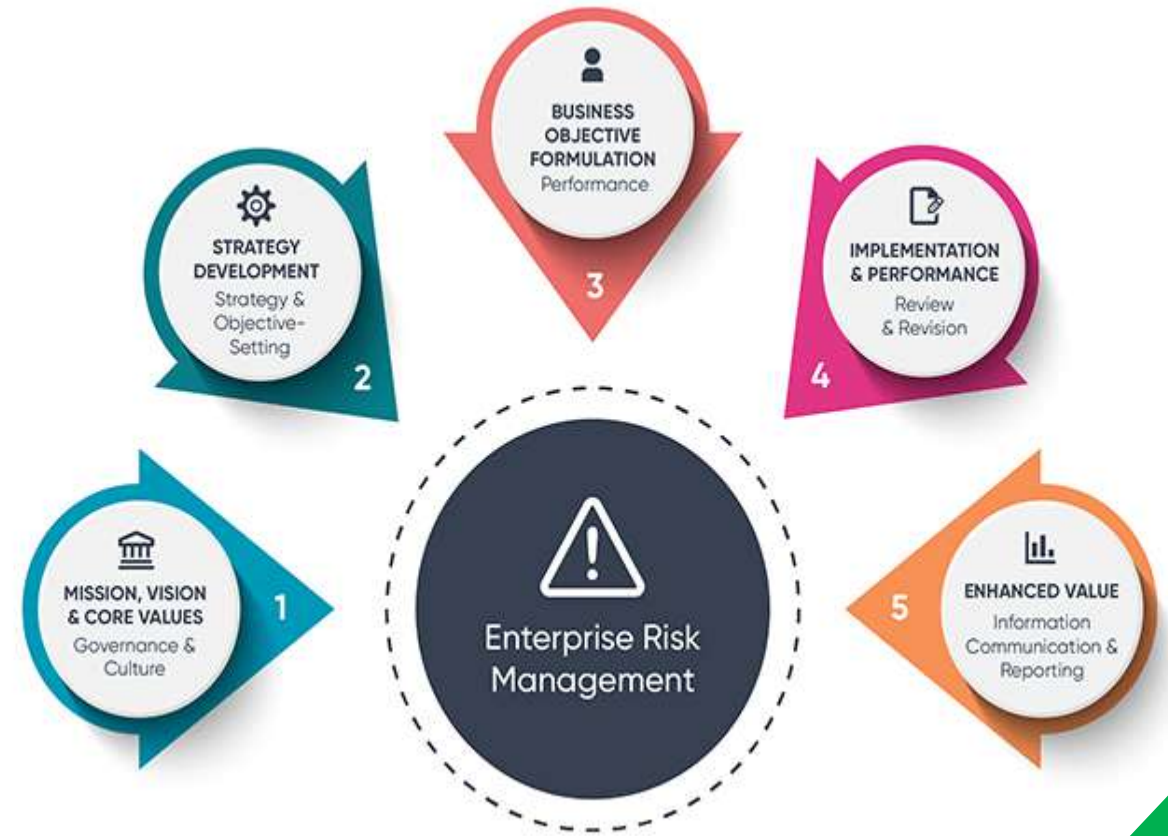 MISSION, VISION
& CORE VALUES
Governance &
Culture
1
STRATEGY
DEVELOPMENT
Strategy &
Objective-
Setting
2
BUSINESS
OBJECTIVE
FORMULATION
Performance
3
IMPLEMENTATION
& PERFORMANCE
Review
& Revision
4
ENHANCED VALUE
Information
Communication &
Reporting
5
Enterprise Risk
Management